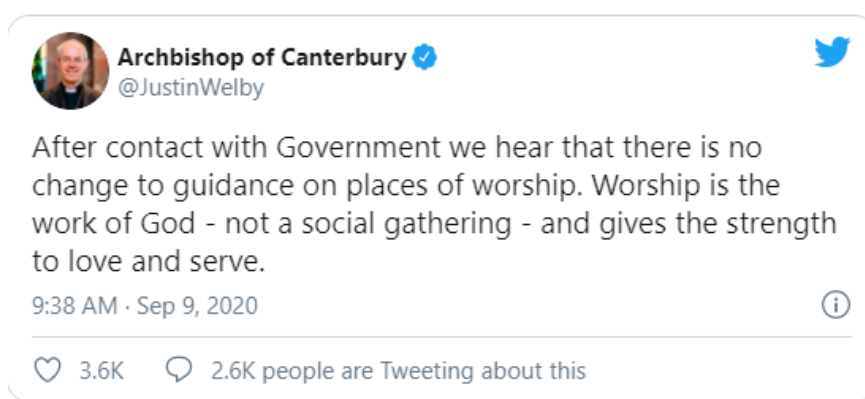 Archbishop of Canterbury
@JustinWelby
After contact with Government we hear that there is no
change to guidance on places of worship. Worship is the
work of God - not a social gathering - and gives the strength
to love and serve.
9:38 AM · Sep 9, 2020
3.6K 2.6K people are Tweeting about this